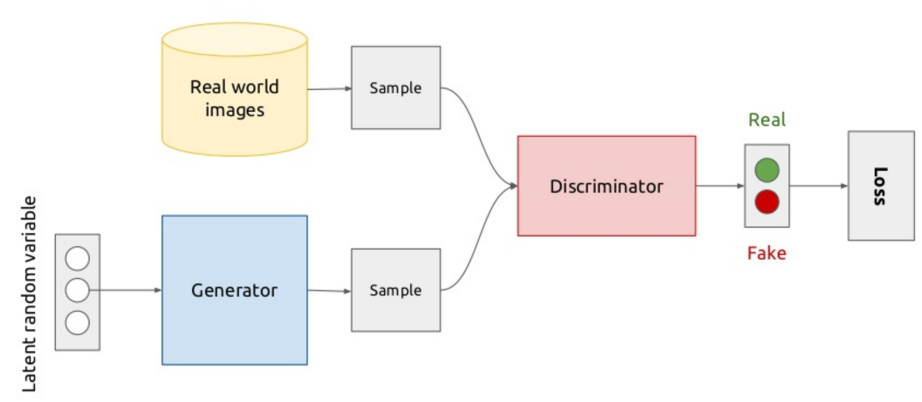 Real world
images
Sample
Discriminator
Real
Fake
Loss
Latent random variable
Generator
Sample